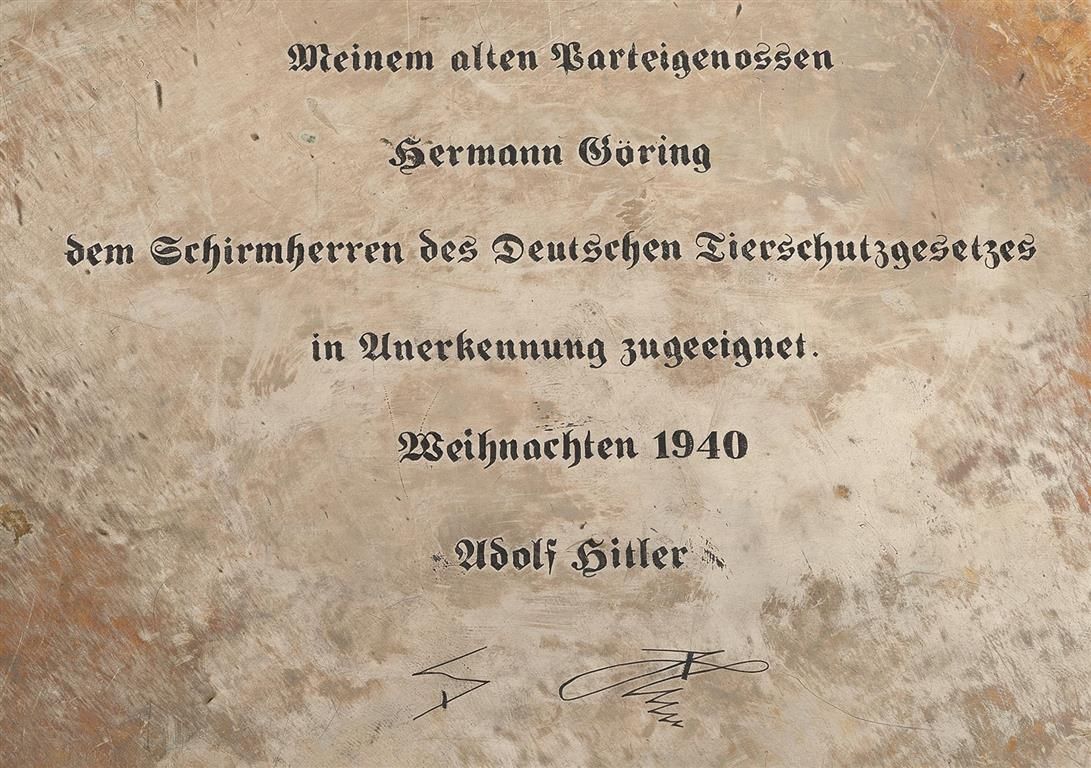 Meinem alten Parteigenossen
Hermann Göring
dem Schirmherren des Deutschen Tierschutzgesetzes
in Anerkennung zugeeignet.
Weihnachten 1940
Adolf Hitler